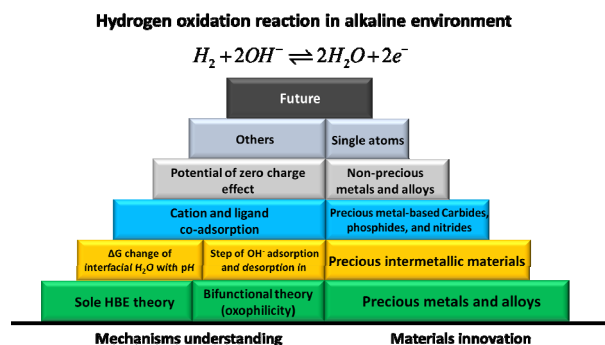 Hydrogen oxidation reaction in alkaline environment
H₂+2OH⁻⇌2H₂O+2e⁻
Future
Others
Single atoms
Potential of zero charge
effect
Non-precious
metals and alloys
Cation and ligand
co-adsorption
Precious metal-based Carbides,
phosphides, and nitrides
ΔG change of
interfacial H₂O with pH
Step of OH⁻ adsorption
and desorption in
Precious intermetallic materials
Sole HBE theory
Bifunctional theory
(oxophilicity)
Precious metals and alloys
Mechanisms understanding
Materials innovation